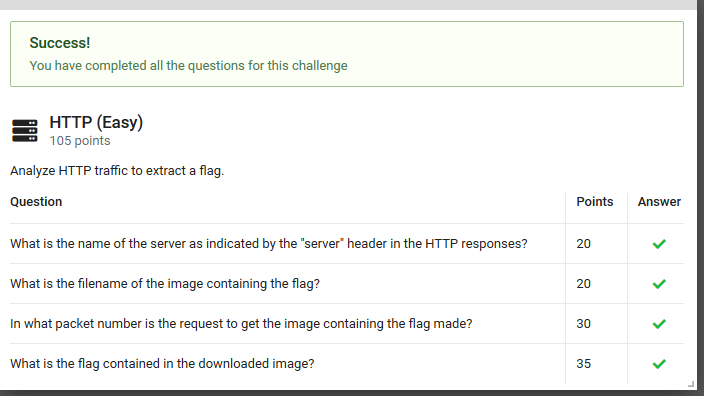 Success!
You have completed all the questions for this challenge
HTTP (Easy)
105 points
Analyze HTTP traffic to extract a flag.
Question Points Answer
What is the name of the server as indicated by the "server" header in the HTTP responses? 20
What is the filename of the image containing the flag? 20
In what packet number is the request to get the image containing the flag made? 30
What is the flag contained in the downloaded image? 35